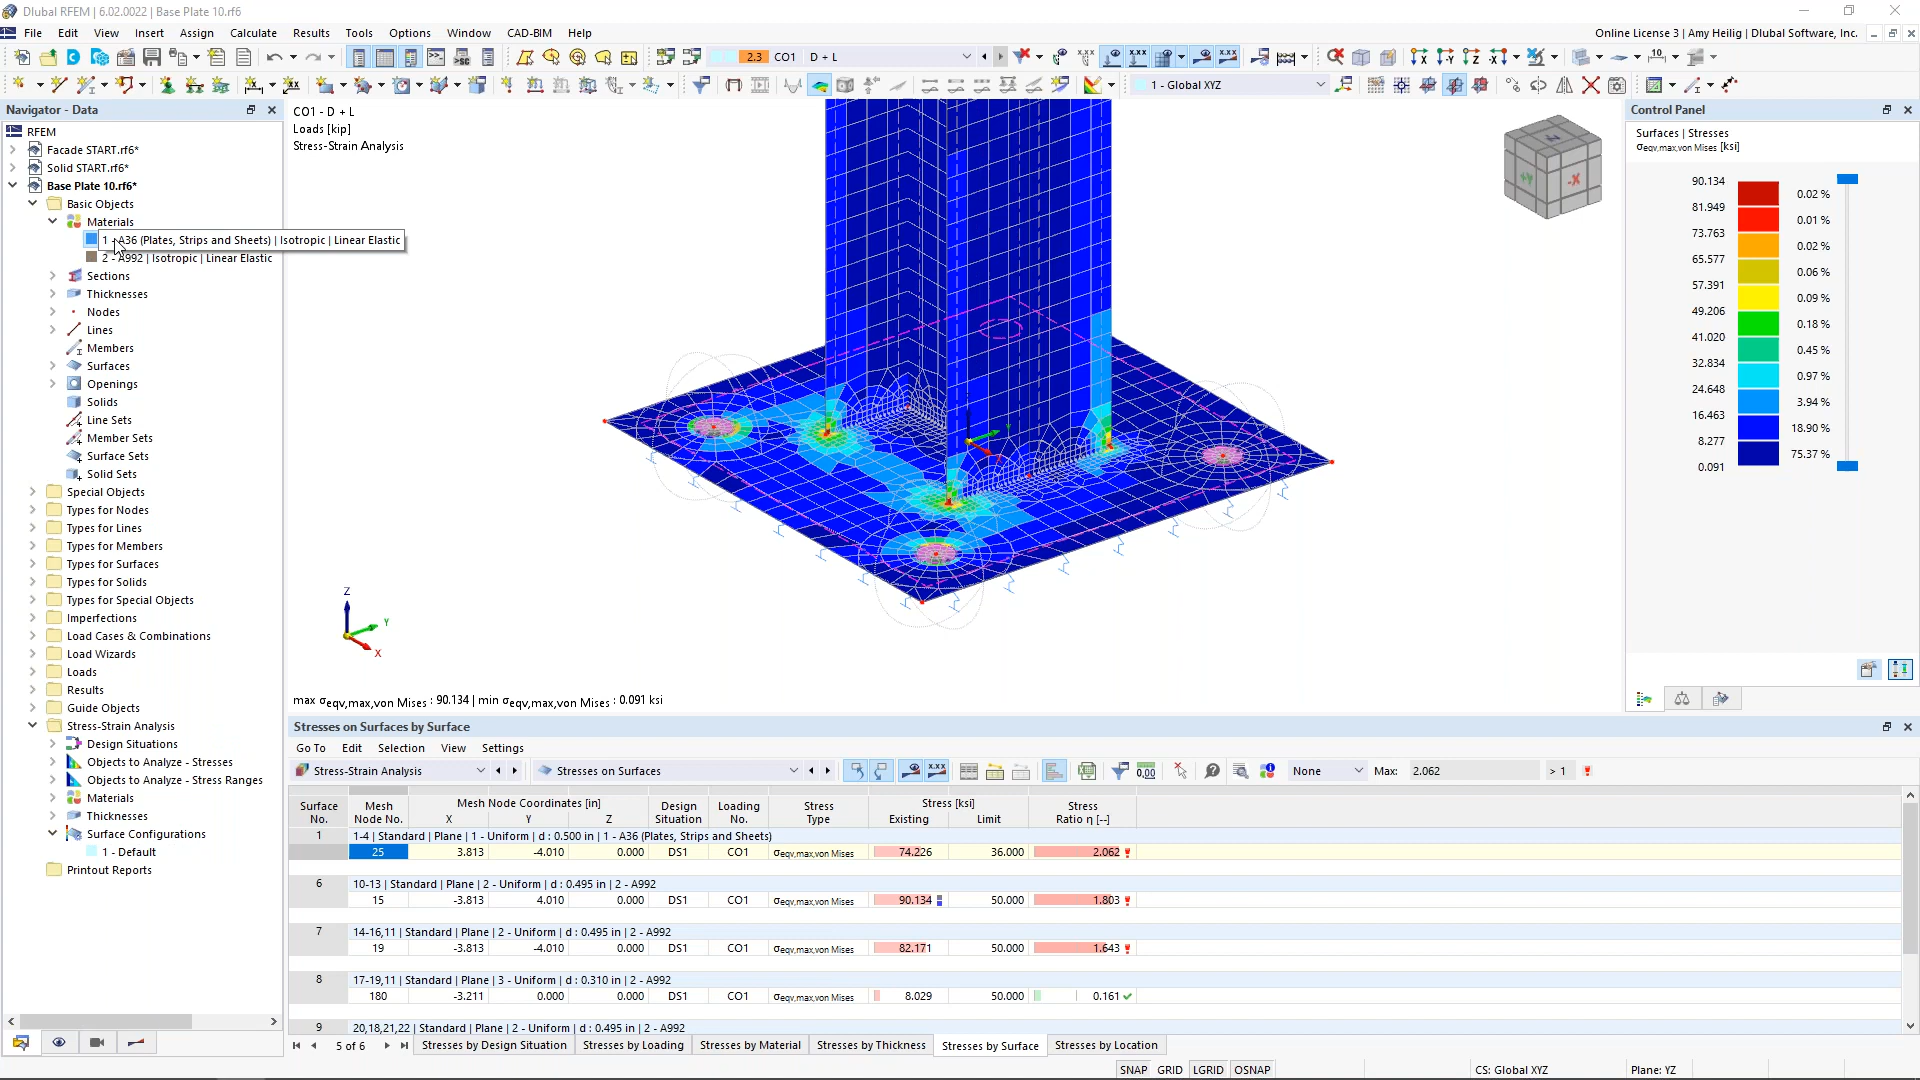 Dlubal RFEM | 6.02.0022 | Base Plate 10.rf6
File Edit View Insert Assign Calculate Results Tools Options Window CAD-BIM Help
Online License 3 | Amy Heilig | Dlubal Software, Inc.
2.3 CO1 D + L
1 - Global XYZ
Navigator - Data
RFEM
Facade START.rf6*
Solid START.rf6*
Base Plate 10.rf6*
Basic Objects
Materials
1 - A36 (Plates, Strips and Sheets) | Isotropic | Linear Elastic
2 - A992 | Isotropic | Linear Elastic
Sections
Thicknesses
Nodes
Lines
Members
Surfaces
Openings
Solids
Line Sets
Member Sets
Surface Sets
Solid Sets
Special Objects
Types for Nodes
Types for Lines
Types for Members
Types for Surfaces
Types for Solids
Types for Special Objects
Imperfections
Load Cases & Combinations
Load Wizards
Loads
Results
Guide Objects
Stress-Strain Analysis
Design Situations
Objects to Analyze - Stresses
Objects to Analyze - Stress Ranges
Materials
Thicknesses
Surface Configurations
1 - Default
Printout Reports
CO1 - D + L
Loads [kip]
Stress-Strain Analysis
+Y -X
Z
Y
X
max σeqv,max,von Mises : 90.134 | min σeqv,max,von Mises : 0.091 ksi
Control Panel
Surfaces | Stresses
σeqv,max,von Mises [ksi]
90.134
0.02 %
81.949
0.01 %
73.763
0.02 %
65.577
0.06 %
57.391
0.09 %
49.206
0.18 %
41.020
0.45 %
32.834
0.97 %
24.648
3.94 %
16.463
18.90 %
8.277
75.37 %
0.091
Stresses on Surfaces by Surface
Go To Edit Selection View Settings
Stress-Strain Analysis Stresses on Surfaces None Max: 2.062 > 1
Surface Mesh Mesh Node Coordinates [in] Design Loading Stress Stress [ksi] Stress
No. Node No. X Y Z Situation No. Type Existing Limit Ratio η [--]
1 1-4 | Standard | Plane | 1 - Uniform | d : 0.500 in | 1 - A36 (Plates, Strips and Sheets)
25 3.813 -4.010 0.000 DS1 CO1 σeqv,max,von Mises 74.226 36.000 2.062
6 10-13 | Standard | Plane | 2 - Uniform | d : 0.495 in | 2 - A992
15 -3.813 4.010 0.000 DS1 CO1 σeqv,max,von Mises 90.134 50.000 1.803
7 14-16,11 | Standard | Plane | 2 - Uniform | d : 0.495 in | 2 - A992
19 -3.813 -4.010 0.000 DS1 CO1 σeqv,max,von Mises 82.171 50.000 1.643
8 17-19,11 | Standard | Plane | 3 - Uniform | d : 0.310 in | 2 - A992
180 -3.211 0.000 0.000 DS1 CO1 σeqv,max,von Mises 8.029 50.000 0.161
9 20,18,21,22 | Standard | Plane | 2 - Uniform | d : 0.495 in | 2 - A992
5 of 6 Stresses by Design Situation Stresses by Loading Stresses by Material Stresses by Thickness Stresses by Surface Stresses by Location
SNAP GRID LGRID OSNAP CS: Global XYZ Plane: YZ